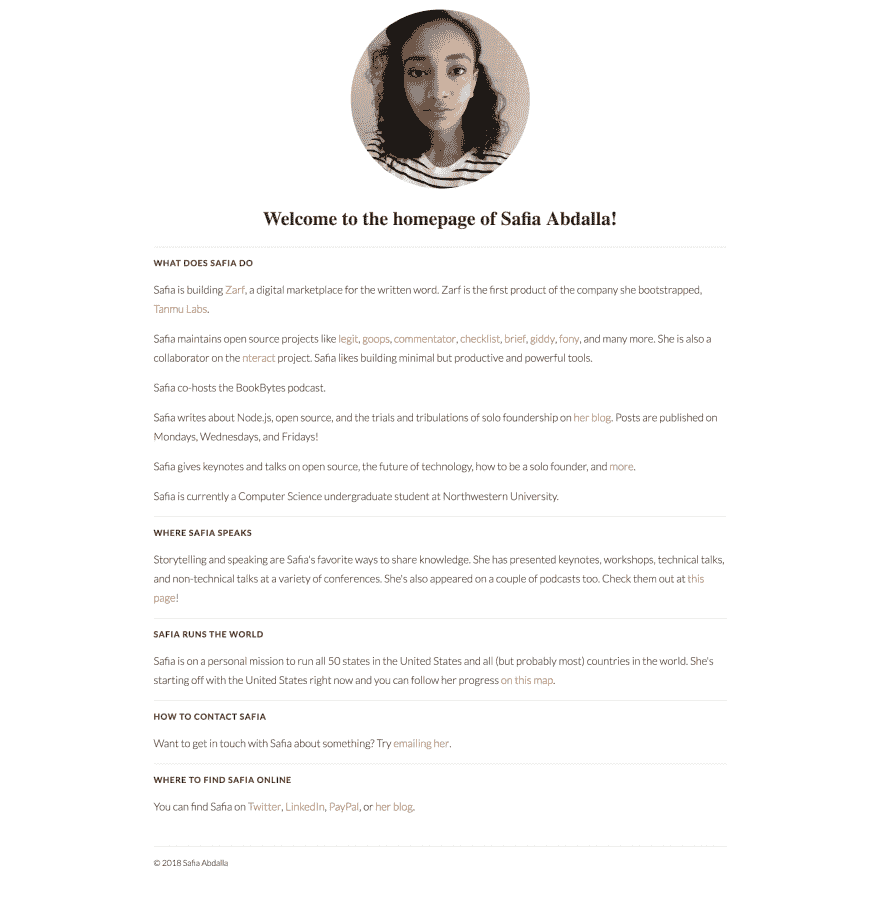 Welcome to the homepage of Safia Abdalla!
WHAT DOES SAFIA DO
Safia is building Zarf, a digital marketplace for the written word. Zarf is the first product of the company she bootstrapped,
Tanmu Labs.
Safia maintains open source projects like legit, goops, commentator, checklist, brief, giddy, fony, and many more. She is also a
collaborator on the nteract project. Safia likes building minimal but productive and powerful tools.
Safia co-hosts the BookBytes podcast.
Safia writes about Node.js, open source, and the trials and tribulations of solo foundership on her blog. Posts are published on
Mondays, Wednesdays, and Fridays!
Safia gives keynotes and talks on open source, the future of technology, how to be a solo founder, and more.
Safia is currently a Computer Science undergraduate student at Northwestern University.
WHERE SAFIA SPEAKS
Storytelling and speaking are Safia's favorite ways to share knowledge. She has presented keynotes, workshops, technical talks,
and non-technical talks at a variety of conferences. She's also appeared on a couple of podcasts too. Check them out at this
page!
SAFIA RUNS THE WORLD
Safia is on a personal mission to run all 50 states in the United States and all (but probably most) countries in the world. She's
starting off with the United States right now and you can follow her progress on this map.
HOW TO CONTACT SAFIA
Want to get in touch with Safia about something? Try emailing her.
WHERE TO FIND SAFIA ONLINE
You can find Safia on Twitter, LinkedIn, PayPal, or her blog.
© 2018 Safia Abdalla